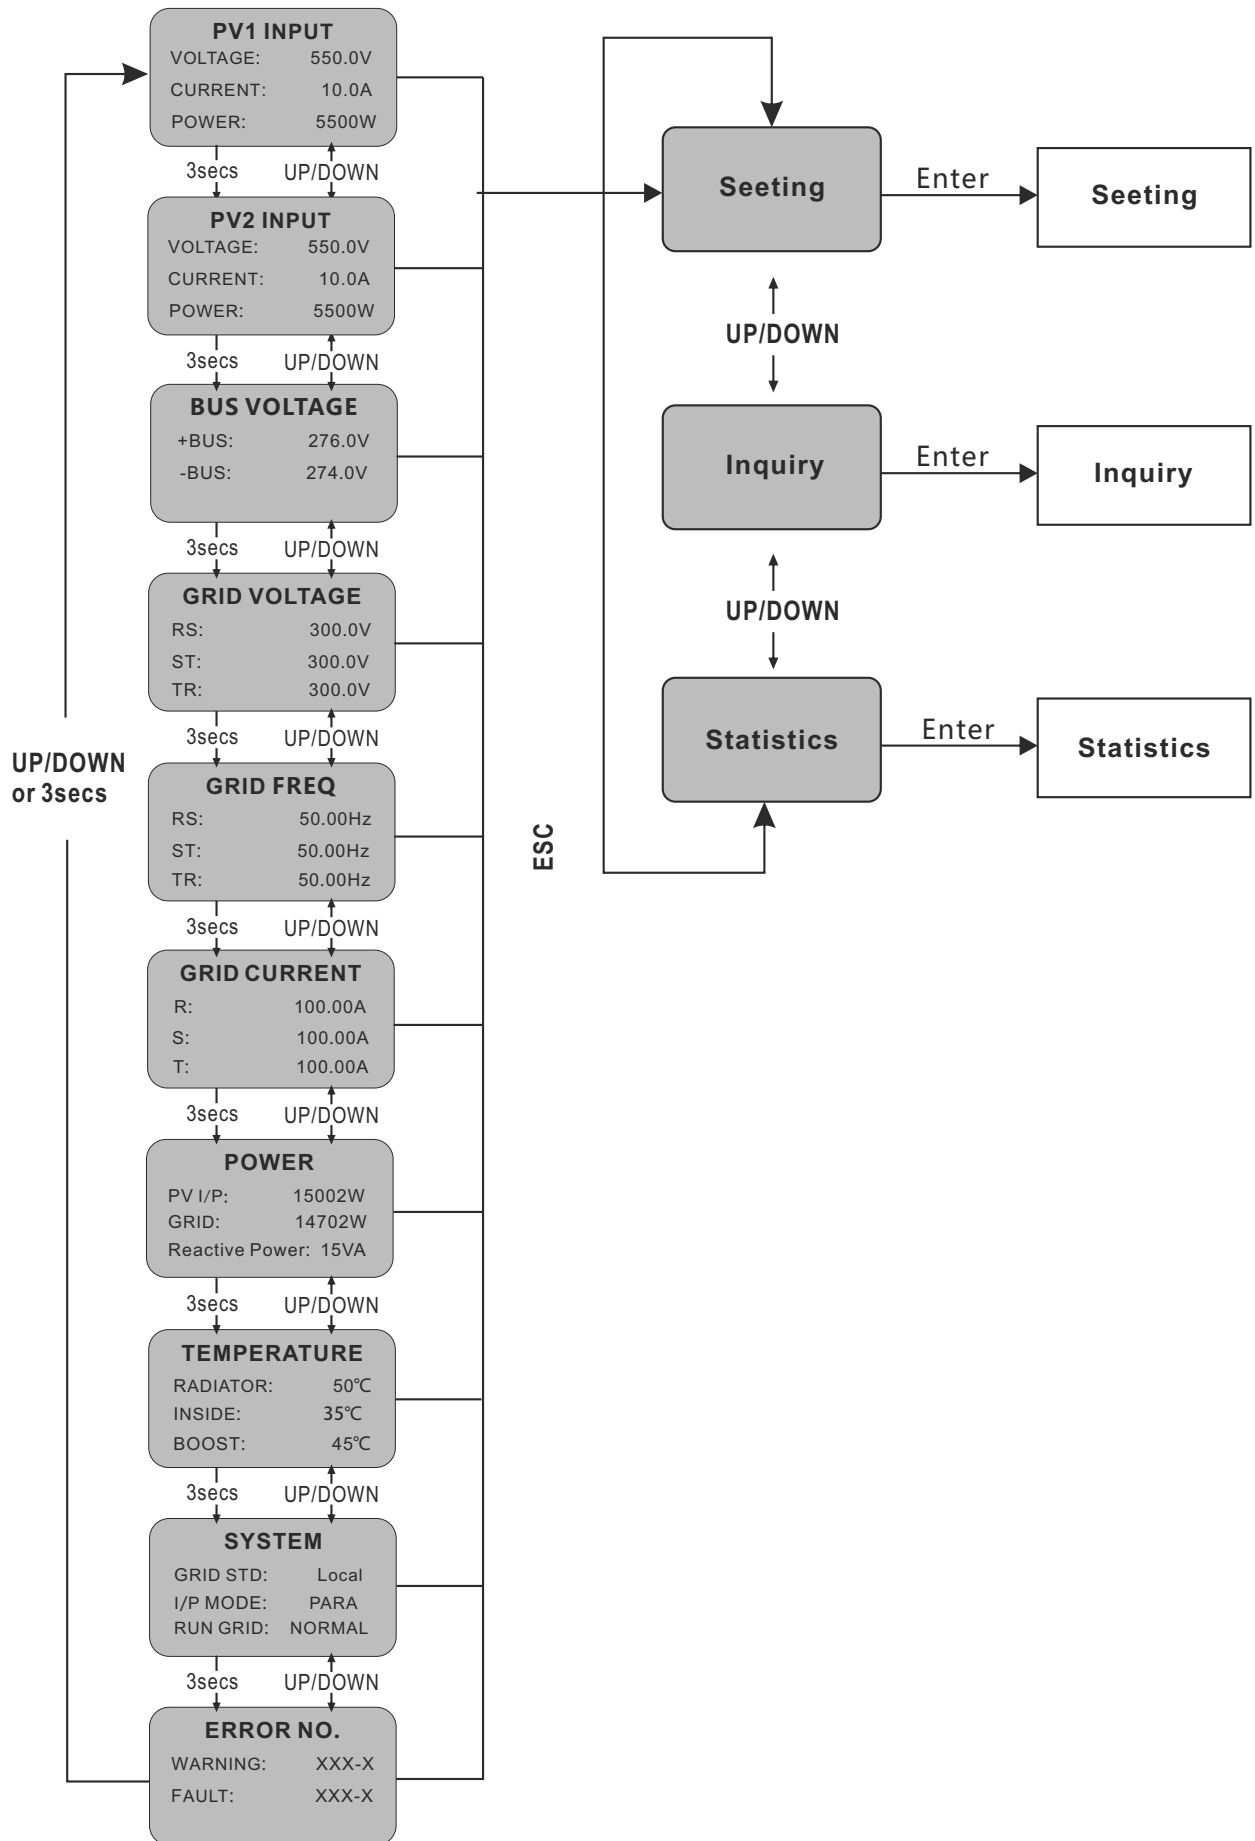 PV1 INPUT
VOLTAGE: 550.0V
CURRENT: 10.0A
POWER: 5500W
3secs UP/DOWN
PV2 INPUT
VOLTAGE: 550.0V
CURRENT: 10.0A
POWER: 5500W
3secs UP/DOWN
BUS VOLTAGE
+BUS: 276.0V
-BUS: 274.0V
3secs UP/DOWN
GRID VOLTAGE
RS: 300.0V
ST: 300.0V
TR: 300.0V
3secs UP/DOWN
GRID FREQ
RS: 50.00Hz
ST: 50.00Hz
TR: 50.00Hz
3secs UP/DOWN
GRID CURRENT
R: 100.00A
S: 100.00A
T: 100.00A
3secs UP/DOWN
POWER
PV I/P: 15002W
GRID: 14702W
Reactive Power: 15VA
3secs UP/DOWN
TEMPERATURE
RADIATOR: 50℃
INSIDE: 35℃
BOOST: 45℃
3secs UP/DOWN
SYSTEM
GRID STD: Local
I/P MODE: PARA
RUN GRID: NORMAL
3secs UP/DOWN
ERROR NO.
WARNING: XXX-X
FAULT: XXX-X
UP/DOWN
or 3secs
ESC
Seeting
Enter
Seeting
UP/DOWN
Inquiry
Enter
Inquiry
UP/DOWN
Statistics
Enter
Statistics